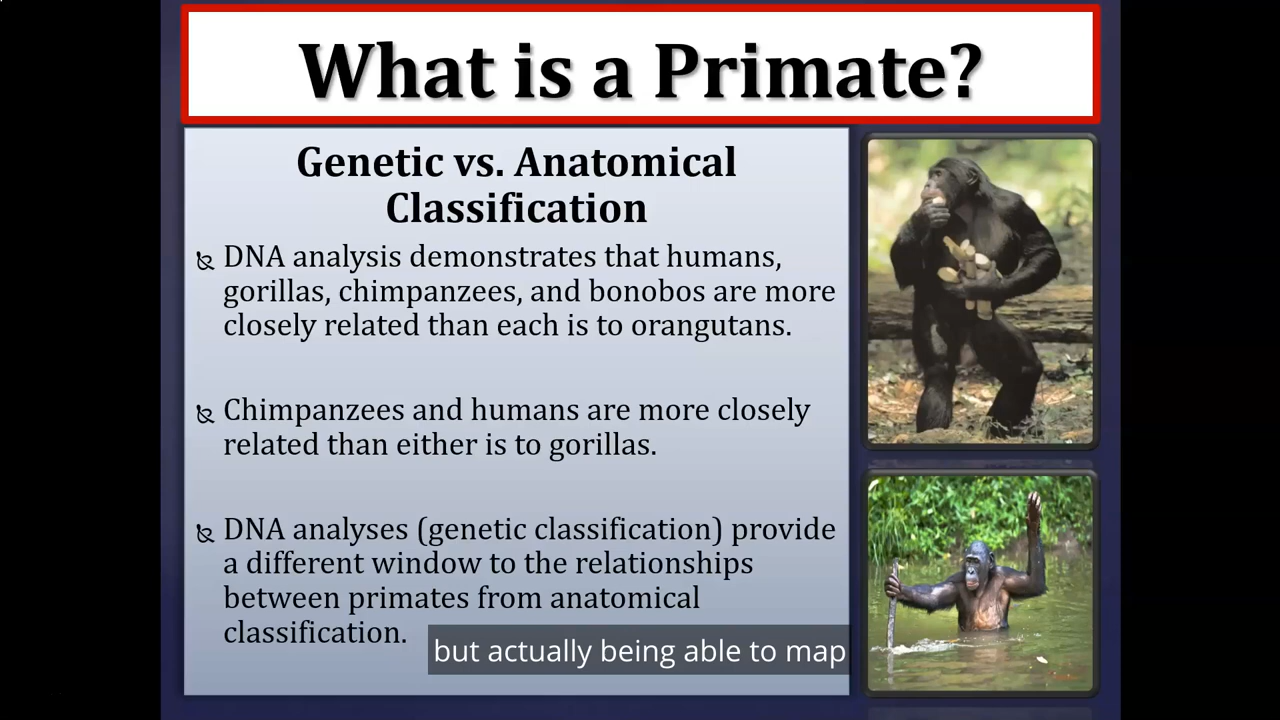 What is a Primate?
Genetic vs. Anatomical
Classification
DNA analysis demonstrates that humans,
gorillas, chimpanzees, and bonobos are more
closely related than each is to orangutans.
Chimpanzees and humans are more closely
related than either is to gorillas.
DNA analyses (genetic classification) provide
a different window to the relationships
between primates from anatomical
classification.
but actually being able to map